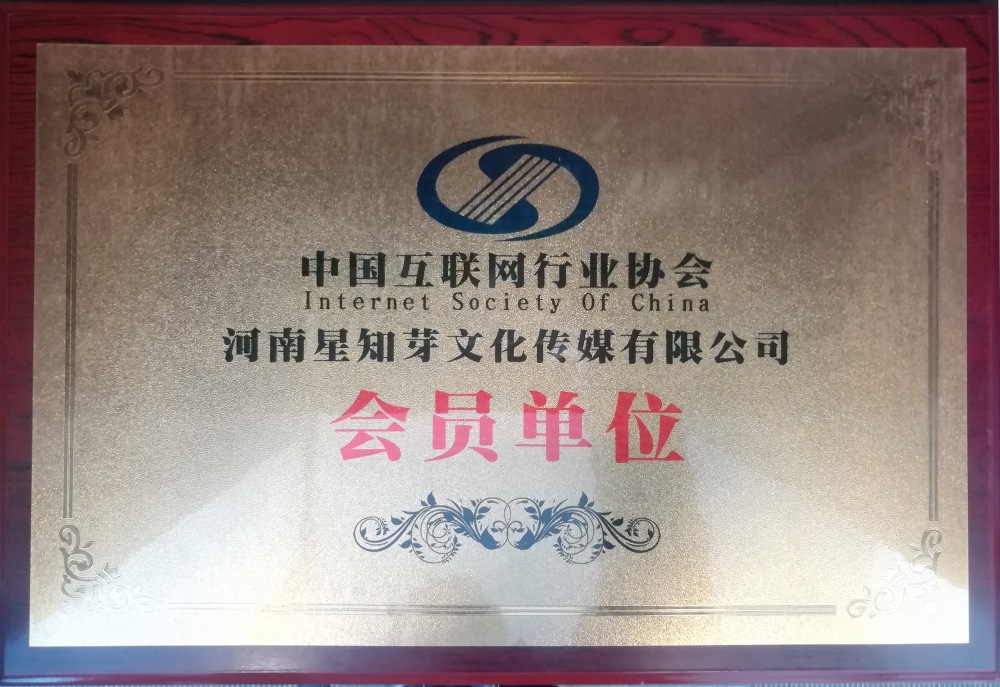 中国互联网行业协会
Internet Society Of China
河南星知芽文化传媒有限公司
会员单位